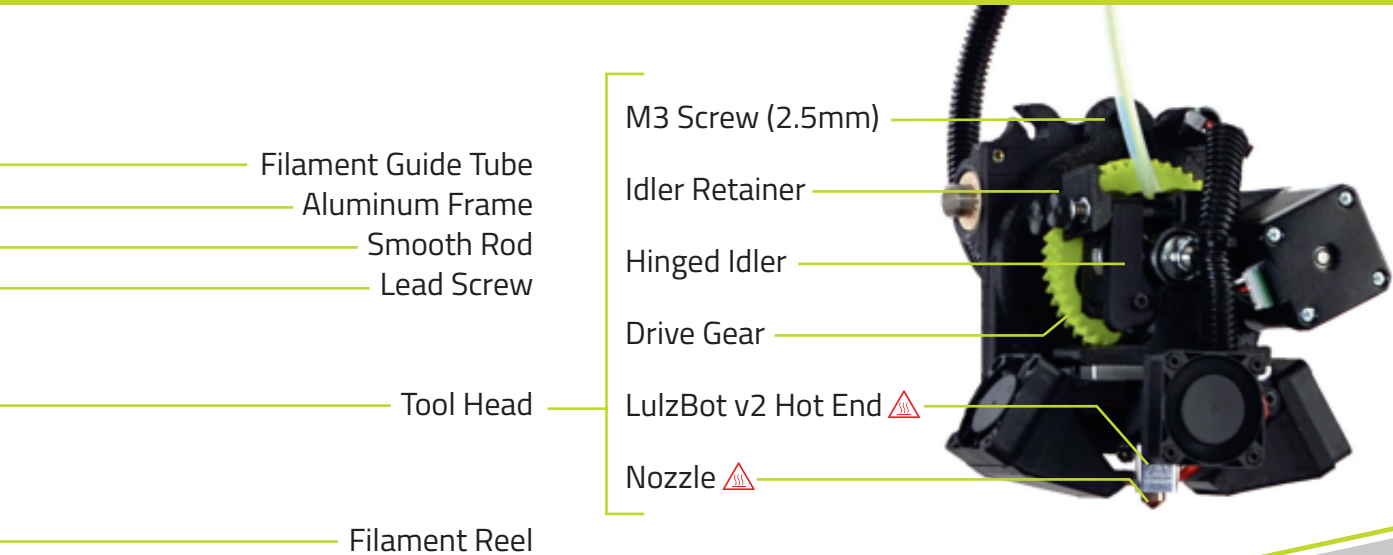 Filament Guide Tube
Aluminum Frame
Smooth Rod
Lead Screw
Tool Head
Filament Reel
M3 Screw (2.5mm)
Idler Retainer
Hinged Idler
Drive Gear
LulzBot v2 Hot End
Nozzle